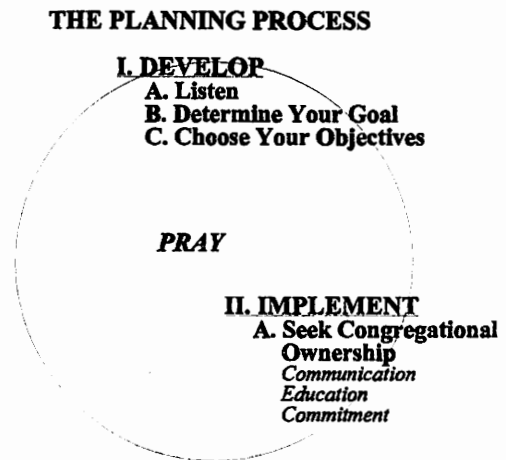 THE PLANNING PROCESS
I. DEVELOP
A. Listen
B. Determine Your Goal
C. Choose Your Objectives
PRAY
II. IMPLEMENT
A. Seek Congregational
Ownership
Communication
Education
Commitment